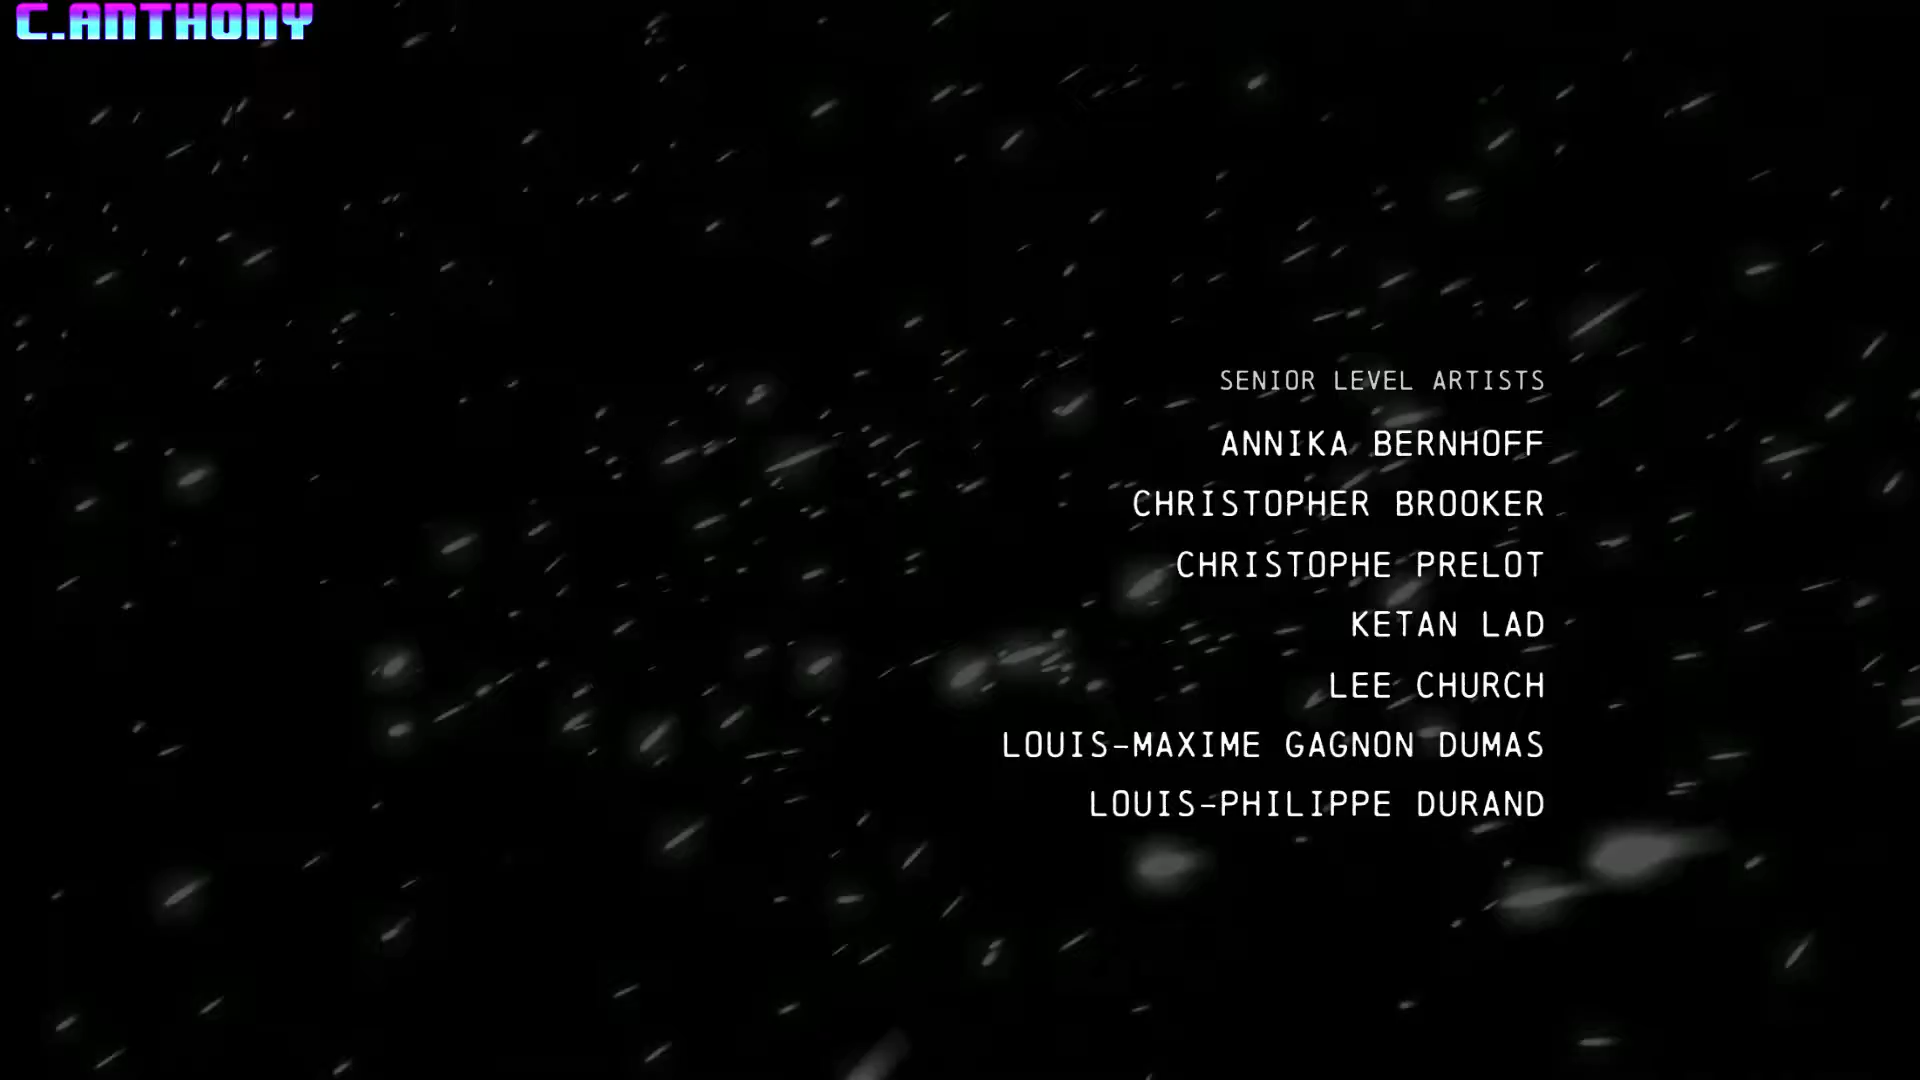 C.ANTHONY
SENIOR LEVEL ARTISTS
ANNIKA BERNHOFF
CHRISTOPHER BROOKER
CHRISTOPHE PRELOT
KETAN LAD
LEE CHURCH
LOUIS-MAXIME GAGNON DUMAS
LOUIS-PHILIPPE DURAND